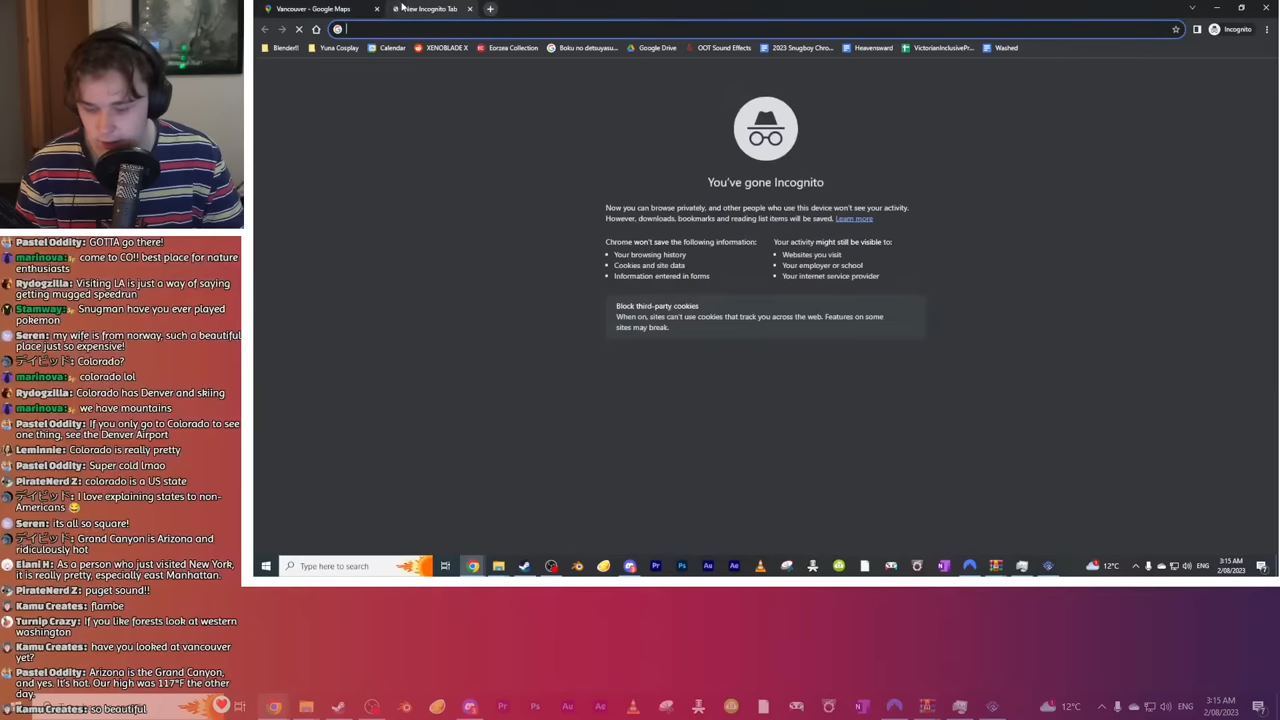 Vancouver - Google Maps
New Incognito Tab
Incognito
Blender!!
Yuna Cosplay
Calendar
XENOBLADE X
Eorzea Collection
Boku no detsuyasu...
Google Drive
OOT Sound Effects
2023 Snugboy Chro...
Heavensward
VictorianInclusivePr...
Washed
You've gone Incognito
Now you can browse privately, and other people who use this device won't see your activity.
However, downloads, bookmarks and reading list items will be saved. Learn more
Chrome won't save the following information:
Your browsing history
Cookies and site data
Information entered in forms
Your activity might still be visible to:
Websites you visit
Your employer or school
Your internet service provider
Block third-party cookies
When on, sites can't use cookies that track you across the web. Features on some
sites may break.
Pastel Oddity: GOTTA go there!
marinova: come to CO!! best place for nature
enthusiasts
Rydogzilla: Visiting LA is just a way of saying
getting mugged speedrun
Stamway: Snugman have you ever played
pokemon
Seren: my wife is from norway, such a beautiful
place just so expensive!
デイビッド: Colorado?
marinova: colorado lol
Rydogzilla: Colorado has Denver and skiing
marinova: we have mountains
Pastel Oddity: If you only go to Colorado to see
one thing, see the Denver Airport
Leminnie: Colorado is really pretty
Pastel Oddity: Super cold lmao
PirateNerd Z: colorado is a US state
デイビッド: I love explaining states to non-
Americans
Seren: its all so square!
デイビッド: Grand Canyon is Arizona and
ridiculously hot
Elani H: As a person who just visited New York,
it is really pretty, especially east Manhattan.
PirateNerd Z: puget sound!!
Kamu Creates: flambe
Turnip Crazy: If you like forests look at western
washington
Kamu Creates: have you looked at vancouver
yet?
Pastel Oddity: Arizona is the Grand Canyon,
and yes. It's hot. Our high was 117°F the other
day.
Kamu Creates: so beautiful
Type here to search
Pr
Ps
Au
Ae
12°C
ENG
3:15 AM
2/08/2023
Pr
Ps
Au
Ae
12°C
ENG
3:15 AM
2/08/2023